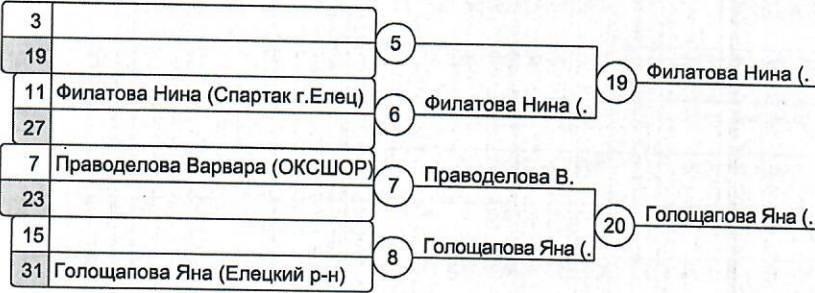 3
19
5
19 Филатова Нина (.
11 Филатова Нина (Спартак г.Елец)
27
6 Филатова Нина (.
7 Праводелова Варвара (ОКСШОР)
23
7 Праводелова В.
20 Голощапова Яна (.
15
31 Голощапова Яна (Елецкий р-н)
8 Голощапова Яна (.